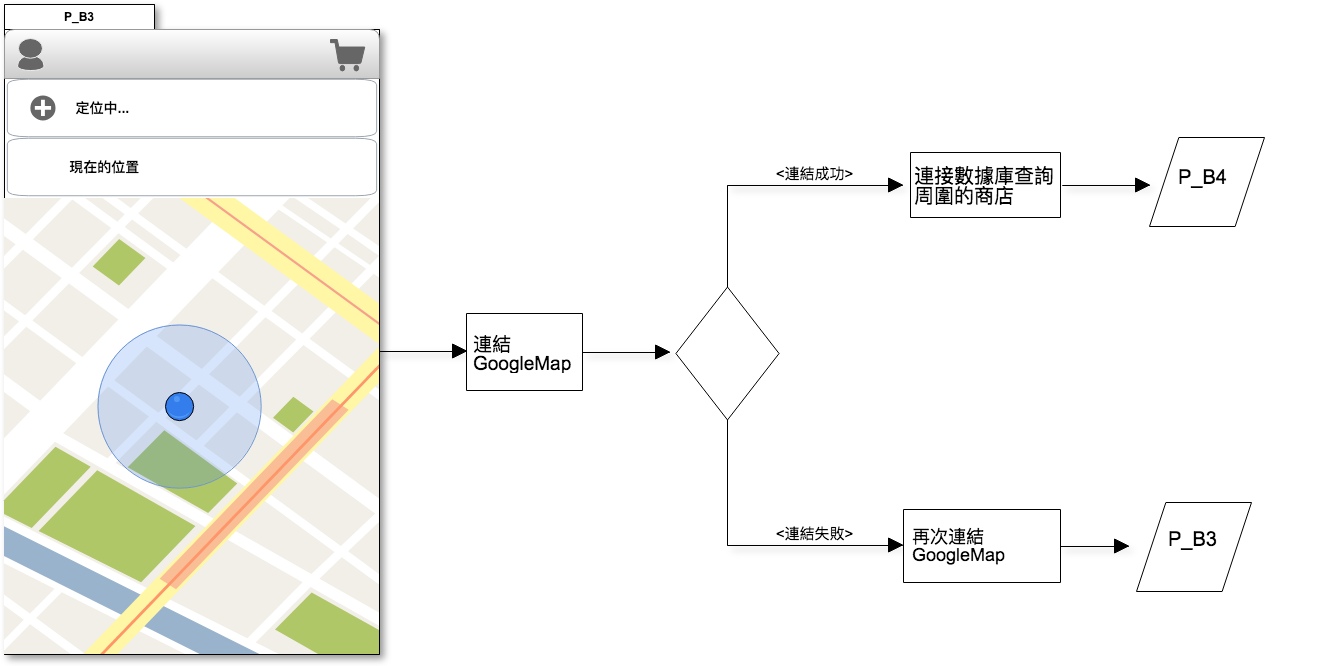 P_B3
定位中...
現在的位置
連結
GoogleMap
<連結成功>
連接數據庫查詢
周圍的商店
P_B4
<連結失敗>
再次連結
GoogleMap
P_B3